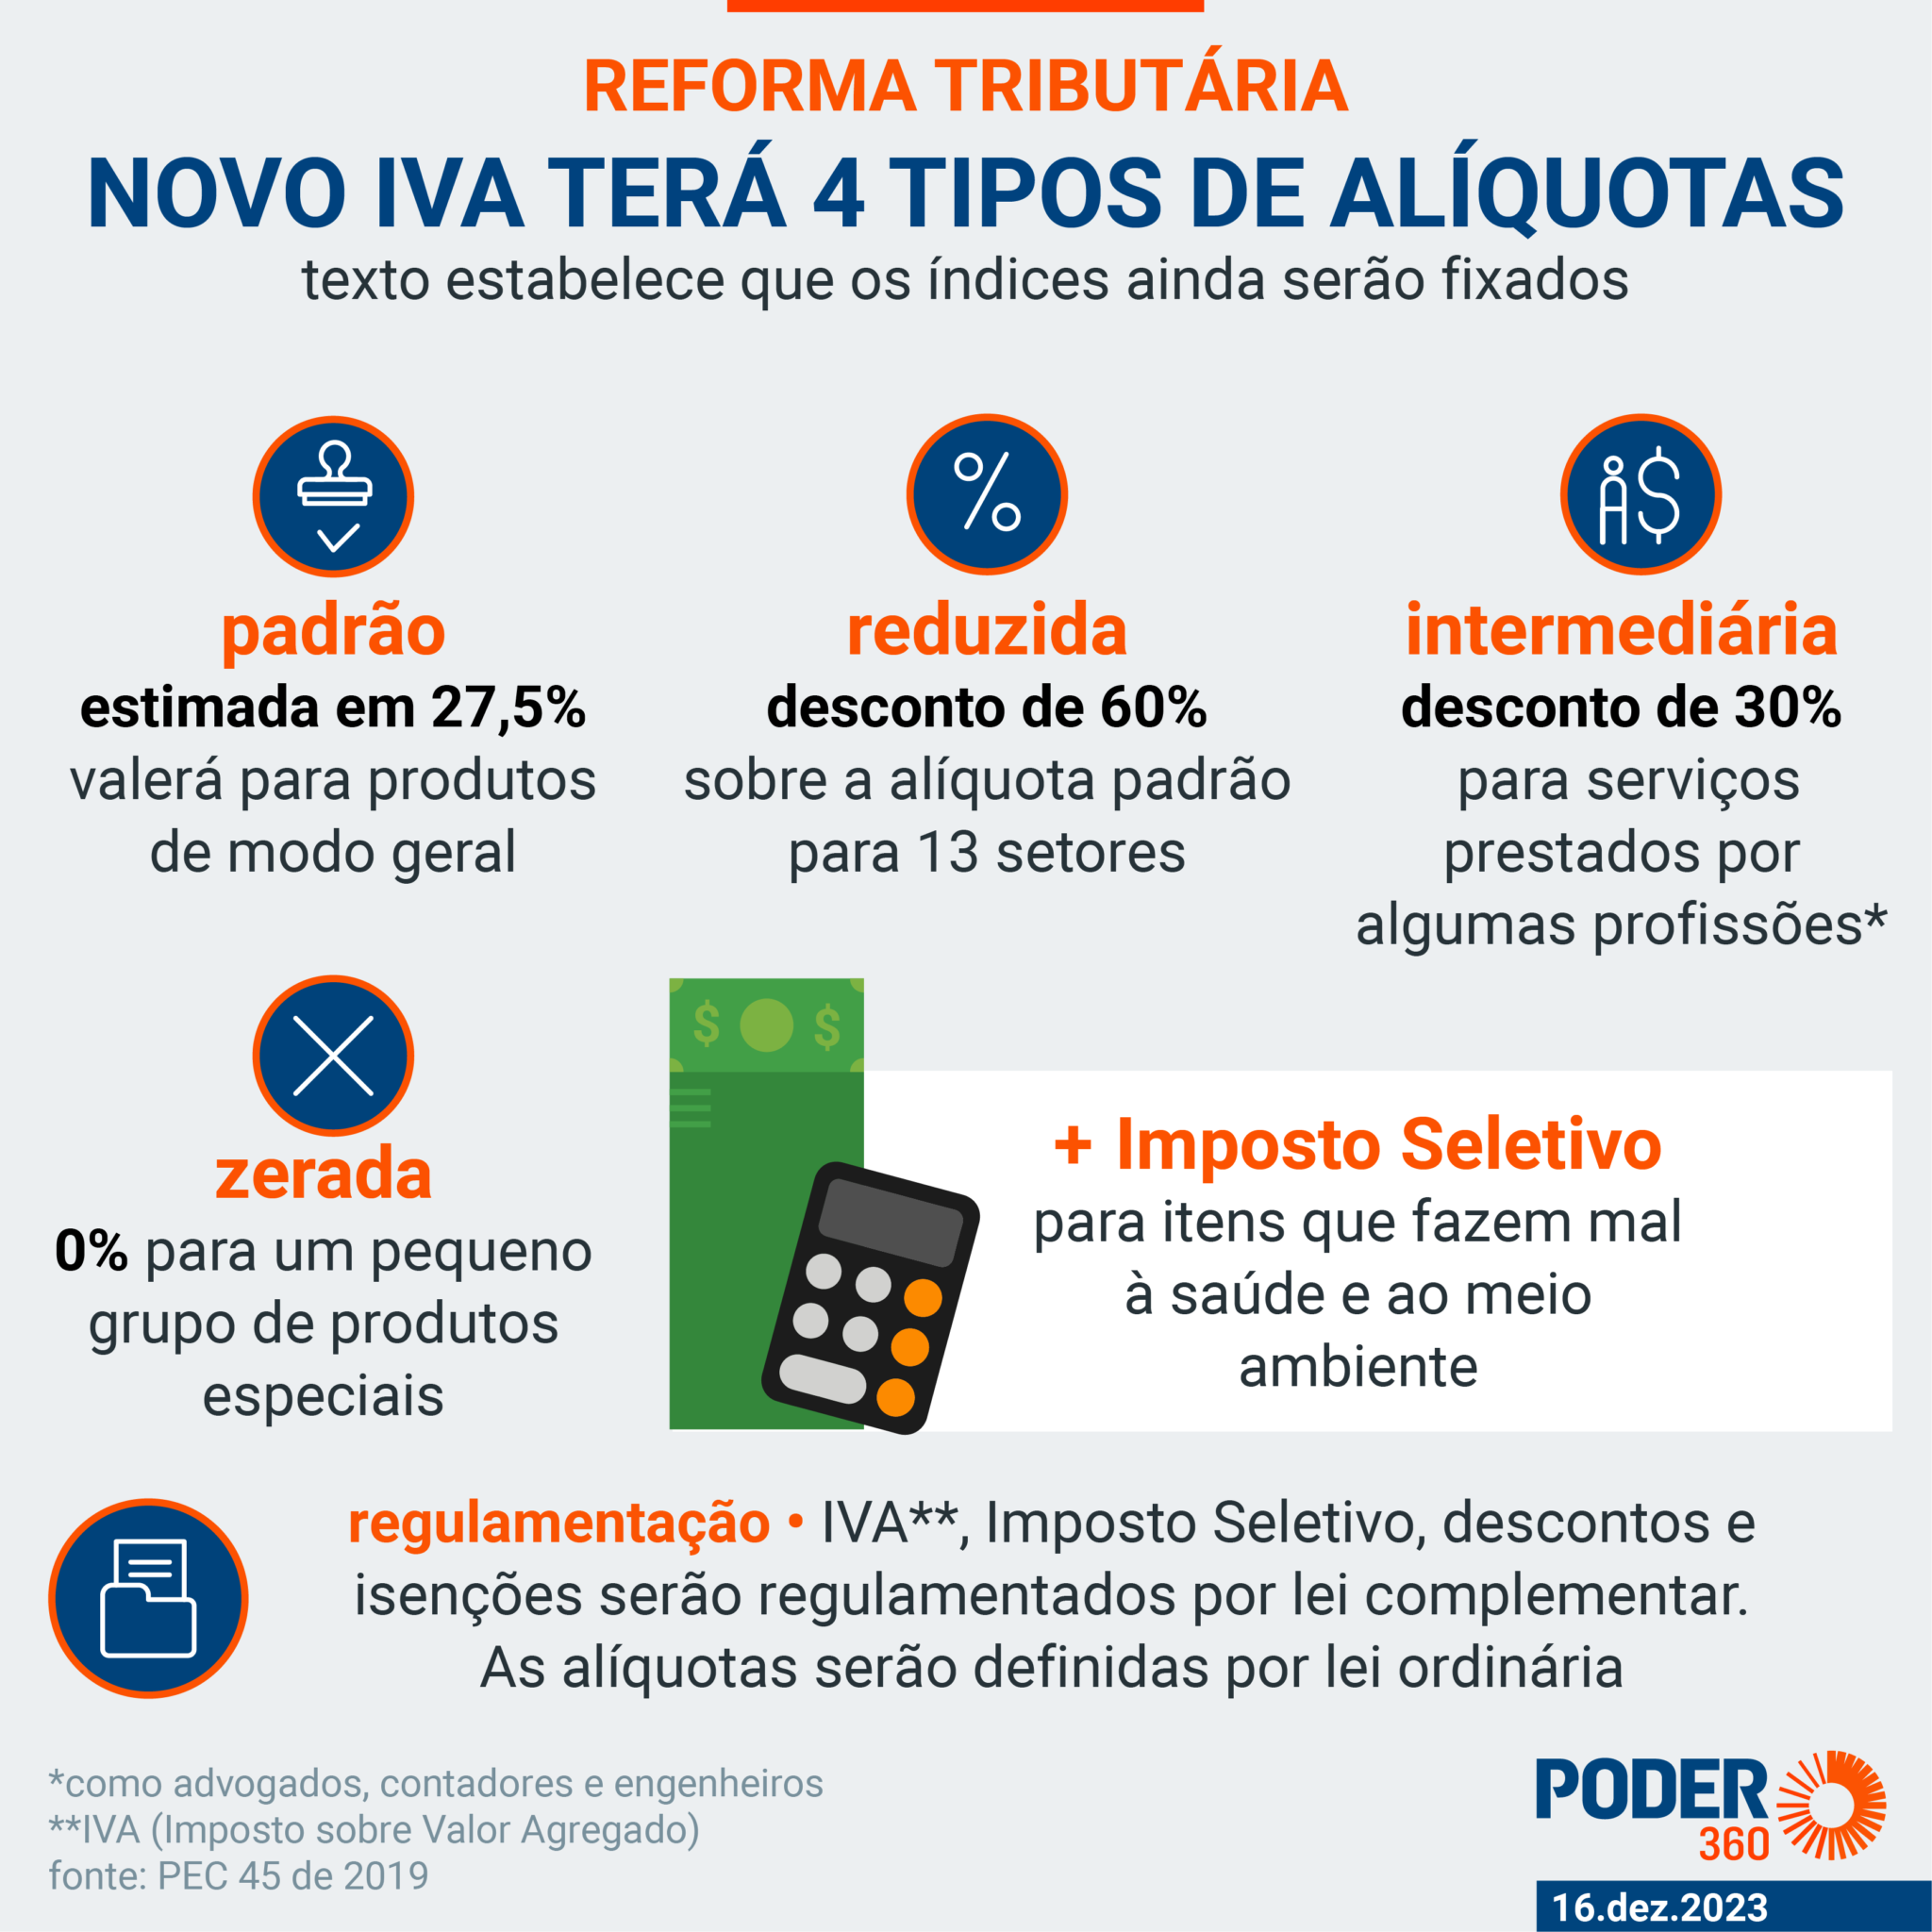 REFORMA TRIBUTÁRIA
NOVO IVA TERÁ 4 TIPOS DE ALÍQUOTAS
texto estabelece que os índices ainda serão fixados
padrão
estimada em 27,5%
valerá para produtos
de modo geral
reduzida
desconto de 60%
sobre a alíquota padrão
para 13 setores
intermediária
desconto de 30%
para serviços
prestados por
algumas profissões*
zerada
0% para um pequeno
grupo de produtos
especiais
$ $
+ Imposto Seletivo
para itens que fazem mal
à saúde e ao meio
ambiente
regulamentação • IVA**, Imposto Seletivo, descontos e
isenções serão regulamentados por lei complementar.
As alíquotas serão definidas por lei ordinária
*como advogados, contadores e engenheiros
**IVA (Imposto sobre Valor Agregado)
fonte: PEC 45 de 2019
PODER
360
16.dez.2023